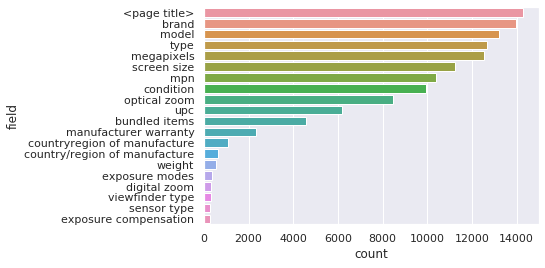 <page title>
brand
model
type
megapixels
screen size
mpn
condition
optical zoom
upc
bundled items
manufacturer warranty
countryregion of manufacture
country/region of manufacture
weight
exposure modes
digital zoom
viewfinder type
sensor type
exposure compensation
field
0 2000 4000 6000 8000 10000 12000 14000
count